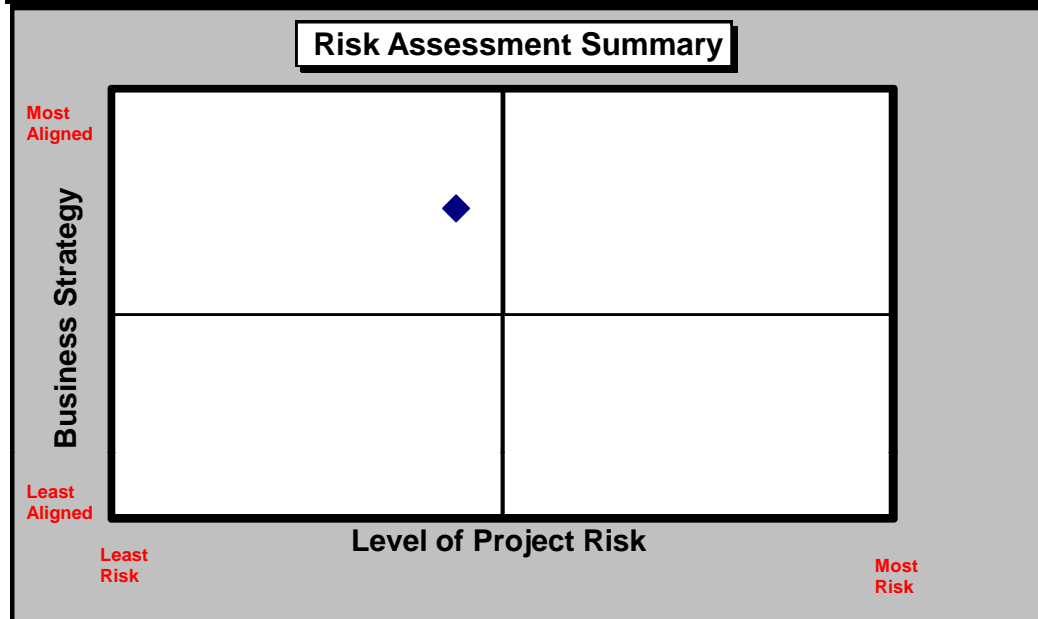 Risk Assessment Summary
Most
Aligned
Business Strategy
Least
Aligned
Level of Project Risk
Least
Risk
Most
Risk